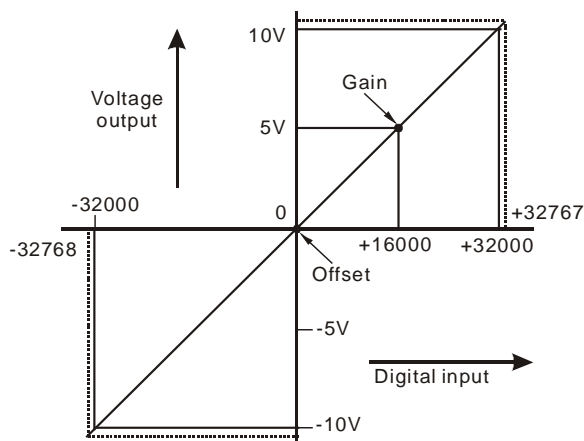 10V
Gain
Voltage
output
5V
-32000
0
+32767
-32768
+16000
+32000
Offset
-5V
Digital input
-10V